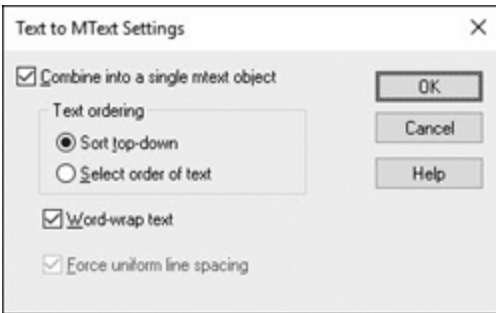 Text to MText Settings
Combine into a single mtext object
OK
Text ordering
Sort top-down
Cancel
Select order of text
Help
Word-wrap text
Force uniform line spacing